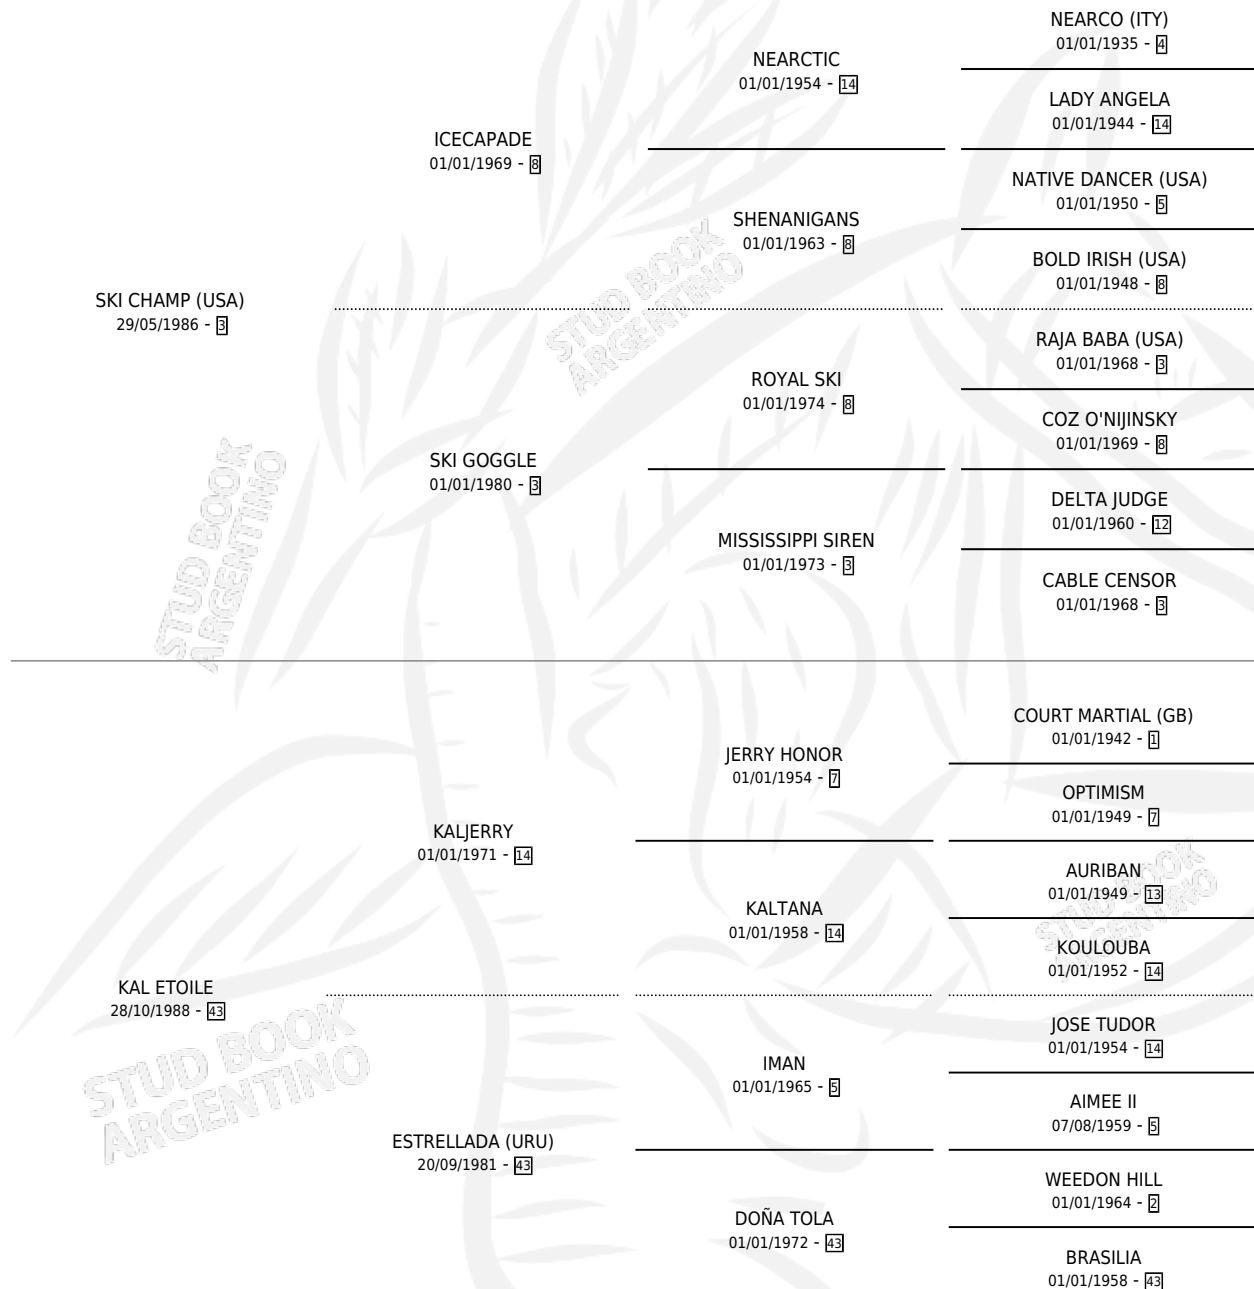 NEARCO (ITY)
01/01/1935 - 4
NEARCTIC
01/01/1954 - 14
LADY ANGELA
01/01/1944 - 14
ICECAPADE
01/01/1969 - 8
NATIVE DANCER (USA)
01/01/1950 - 5
SHENANIGANS
01/01/1963 - 8
BOLD IRISH (USA)
01/01/1948 - 8
SKI CHAMP (USA)
29/05/1986 - 3
STUD BOOK
ARGENTINO
RAJA BABA (USA)
01/01/1968 - 3
ROYAL SKI
01/01/1974 - 8
COZ O'NIJINSKY
01/01/1969 - 8
SKI GOGGLE
01/01/1980 - 3
DELTA JUDGE
01/01/1960 - 12
MISSISSIPPI SIREN
01/01/1973 - 3
CABLE CENSOR
01/01/1968 - 3
STUD BOOK
ARGENTINO
COURT MARTIAL (GB)
01/01/1942 - 1
JERRY HONOR
01/01/1954 - 7
OPTIMISM
01/01/1949 - 7
KALJERRY
01/01/1971 - 14
AURIBAN
01/01/1949 - 13
KALTANA
01/01/1958 - 14
STUD BOOK
ARGENTINO
KOULOUBA
01/01/1952 - 14
KAL ETOILE
28/10/1988 - 43
JOSE TUDOR
01/01/1954 - 14
IMAN
01/01/1965 - 5
STUD BOOK
ARGENTINO
AIMEE II
07/08/1959 - 5
ESTRELLADA (URU)
20/09/1981 - 43
WEEDON HILL
01/01/1964 - 2
DOÑA TOLA
01/01/1972 - 43
BRASILIA
01/01/1958 - 43